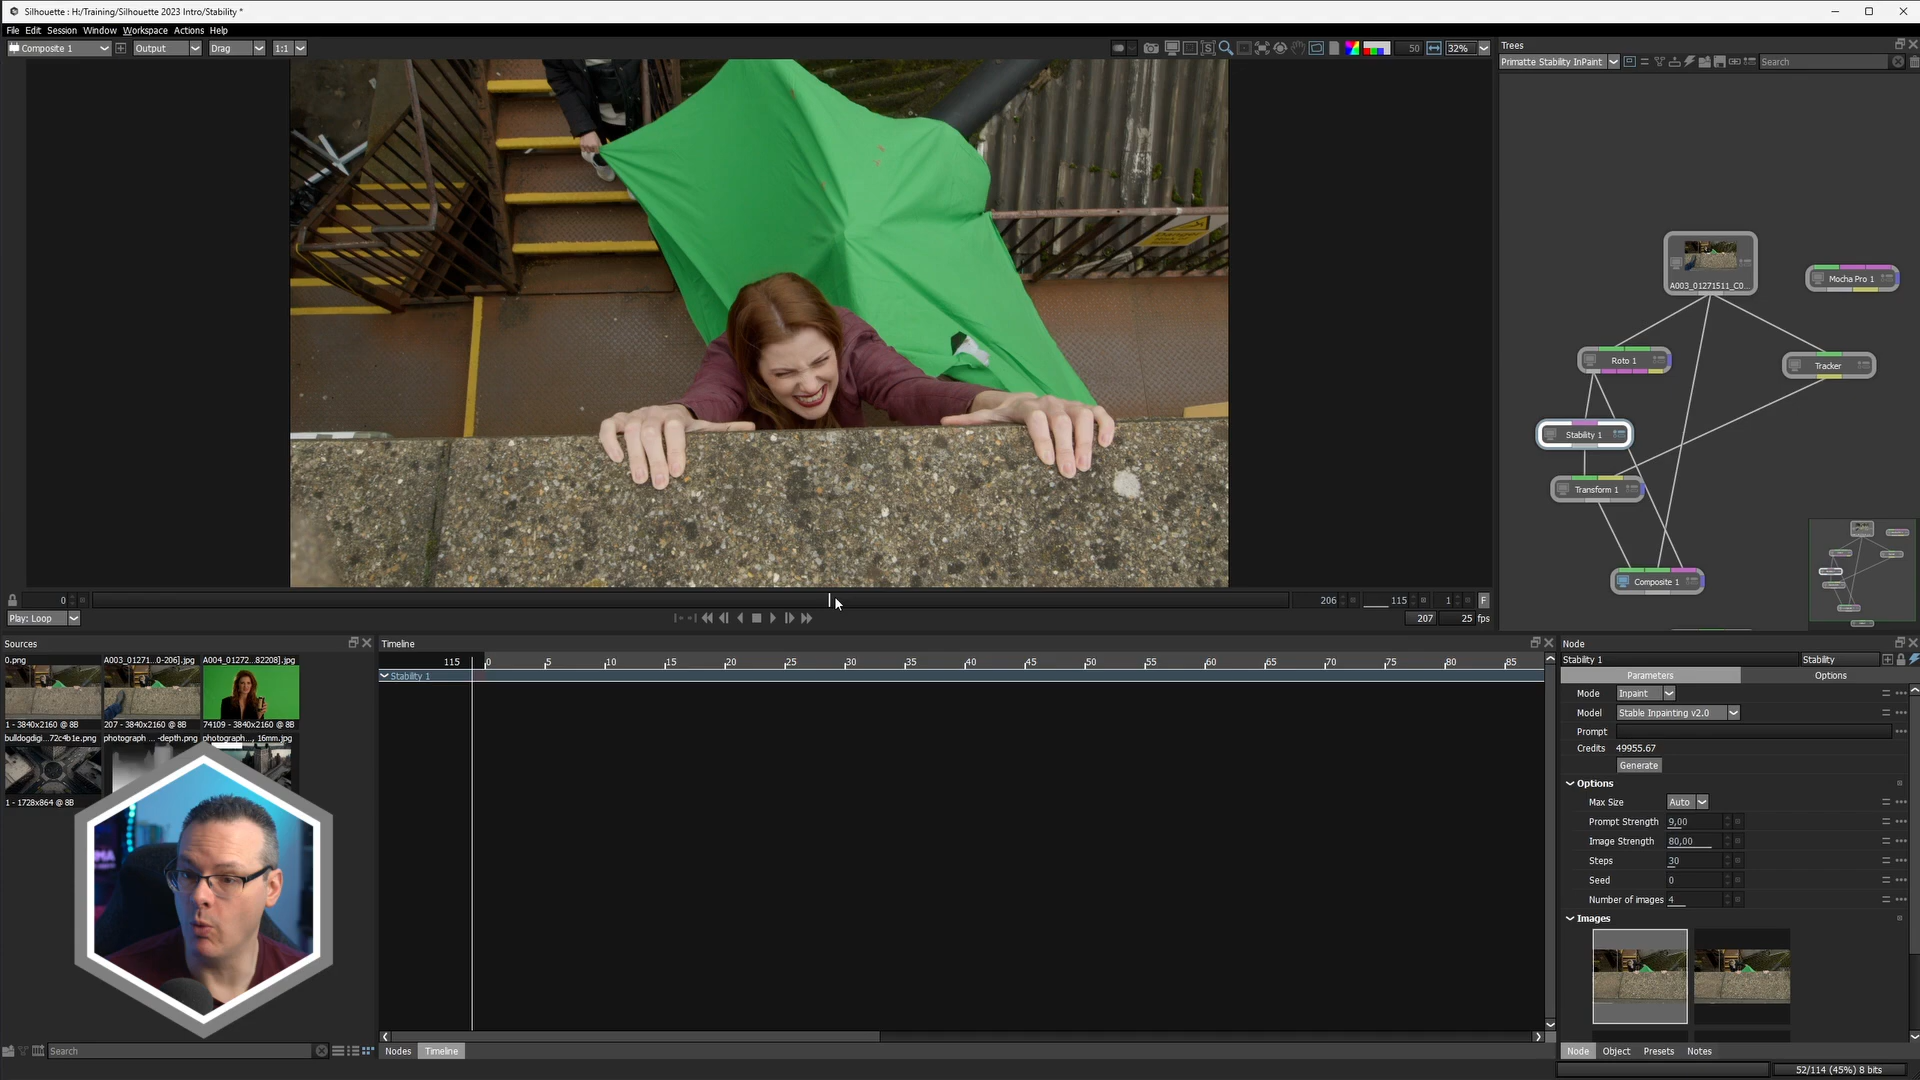 Silhouette : H:/Training/Silhouette 2023 Intro/Stability *
File Edit Session Window Workspace Actions Help
Composite 1 Output Drag 1:1 50 32%
Trees
Primatte Stability InPaint Search
A003_01271511_C0...
Mocha Pro 1
Roto 1
Tracker
Stability 1
Transform 1
Composite 1
0 206 115 1 F
Play: Loop 207 25 fps
Sources
0.png A003_01271...0-206].jpg A004_01272...82208].jpg
1 - 3840x2160 @ 8B 207 - 3840x2160 @ 8B 74109 - 3840x2160 @ 8B
bulldogdigi...72c4b1e.png photograph ... -depth.png photograph..., 16mm.jpg
1 - 1728x864 @ 8B
Search
Timeline
115 0 5 10 15 20 25 30 35 40 45 50 55 60 65 70 75 80 85
Stability 1
Nodes Timeline
Node
Stability 1 Stability
Parameters Options
Mode Inpaint
Model Stable Inpainting v2.0
Prompt
Credits 49955.67
Generate
Options
Max Size Auto
Prompt Strength 9,00
Image Strength 80,00
Steps 30
Seed 0
Number of images 4
Images
Node Object Presets Notes
52/114 (45%) 8 bits